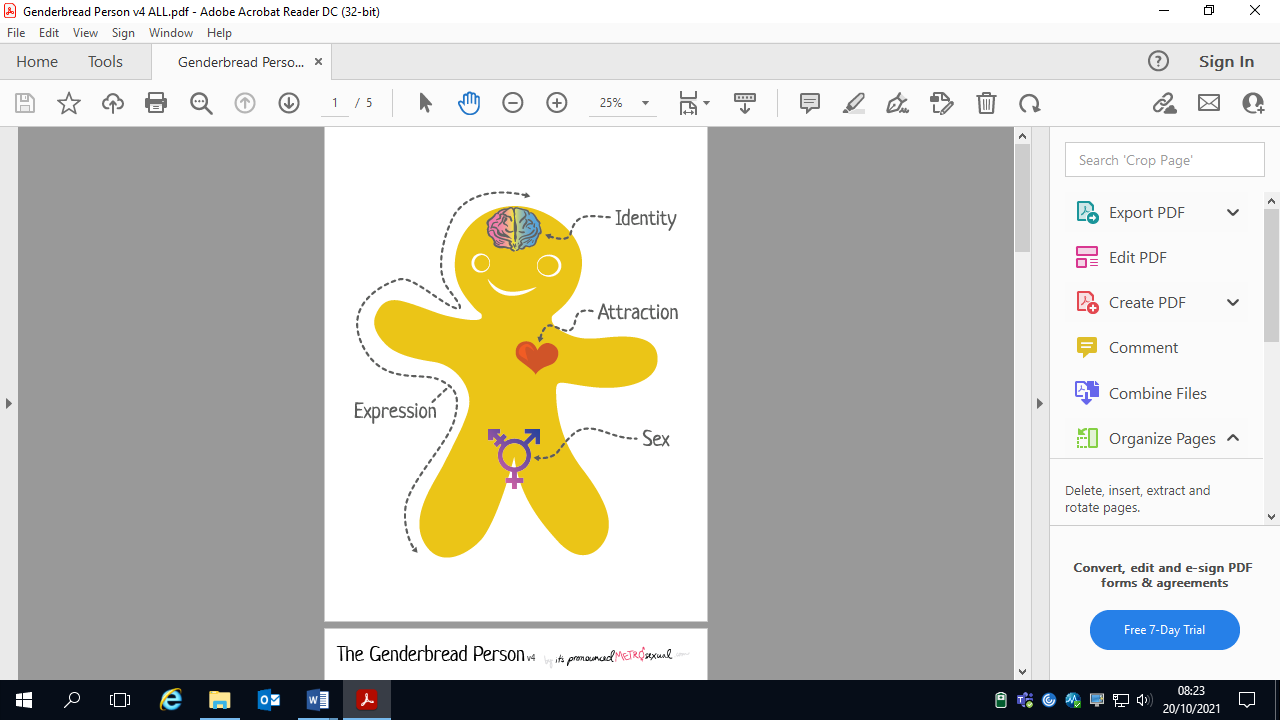 Genderbread Person v4 ALL.pdf - Adobe Acrobat Reader DC (32-bit)
File Edit View Sign Window Help
Home Tools Genderbread Perso... × Sign In
1 / 5 25%
Search 'Crop Page'
Export PDF
Edit PDF
Create PDF
Comment
Combine Files
Organize Pages
Delete, insert, extract and
rotate pages.
Convert, edit and e-sign PDF
forms & agreements
Free 7-Day Trial
Identity
Attraction
Expression
Sex
The Genderbread Person v4 by it's pronounced METROsexual
08:23
20/10/2021